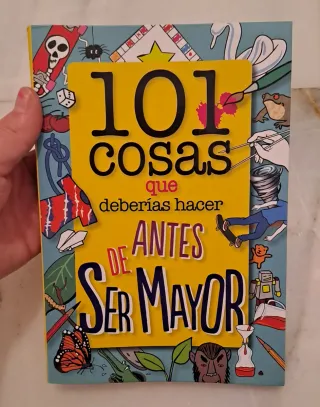 101
cosas
que
deberías hacer
ANTES
DE
SER MAYOR